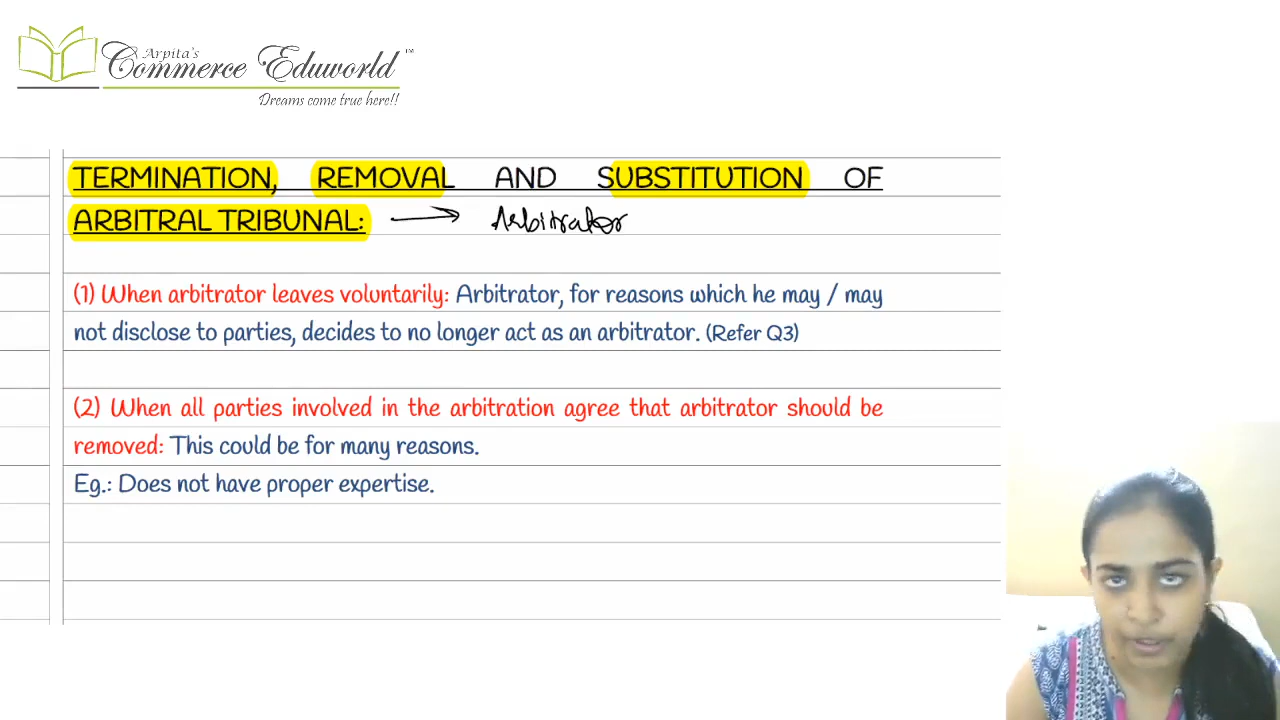 Arpita's
Commerce Eduworld™
Dreams come true here!!
TERMINATION, REMOVAL AND SUBSTITUTION OF
ARBITRAL TRIBUNAL: → Arbitrator
(1) When arbitrator leaves voluntarily: Arbitrator, for reasons which he may / may
not disclose to parties, decides to no longer act as an arbitrator. (Refer Q3)
(2) When all parties involved in the arbitration agree that arbitrator should be
removed: This could be for many reasons.
Eg.: Does not have proper expertise.